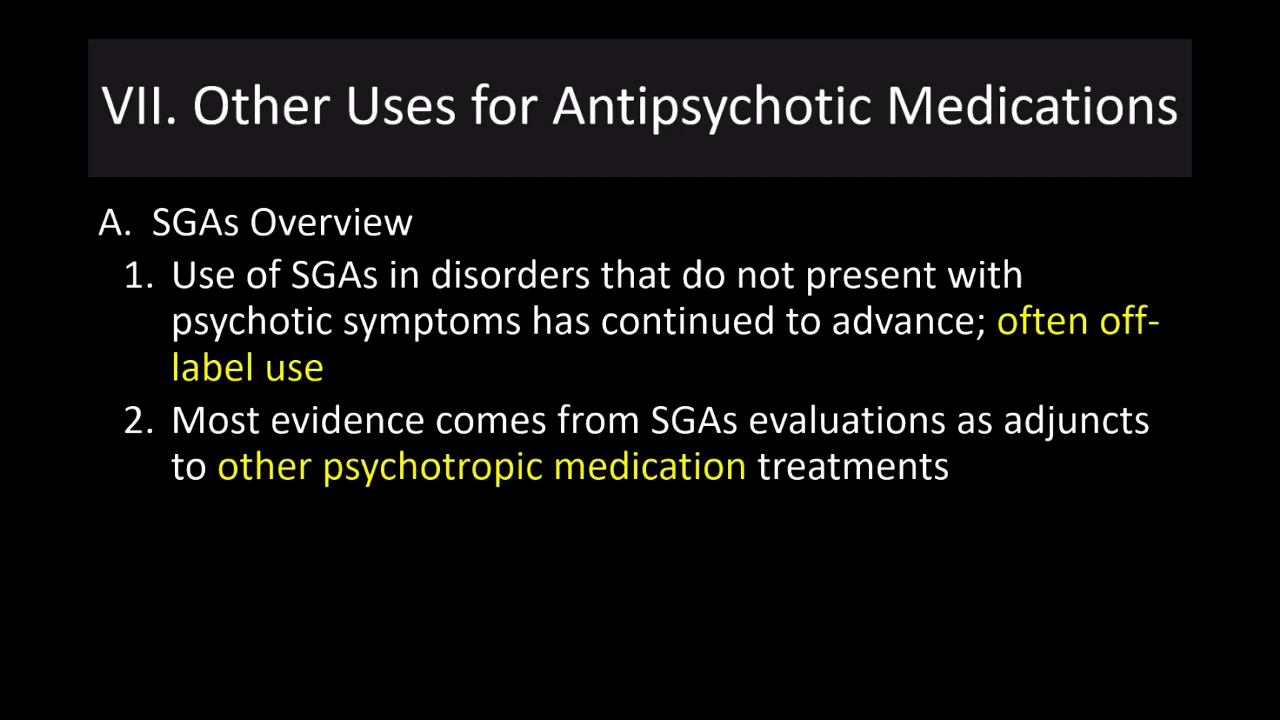 VII. Other Uses for Antipsychotic Medications
A. SGAs Overview
1. Use of SGAs in disorders that do not present with
psychotic symptoms has continued to advance; often off-
label use
2. Most evidence comes from SGAs evaluations as adjuncts
to other psychotropic medication treatments